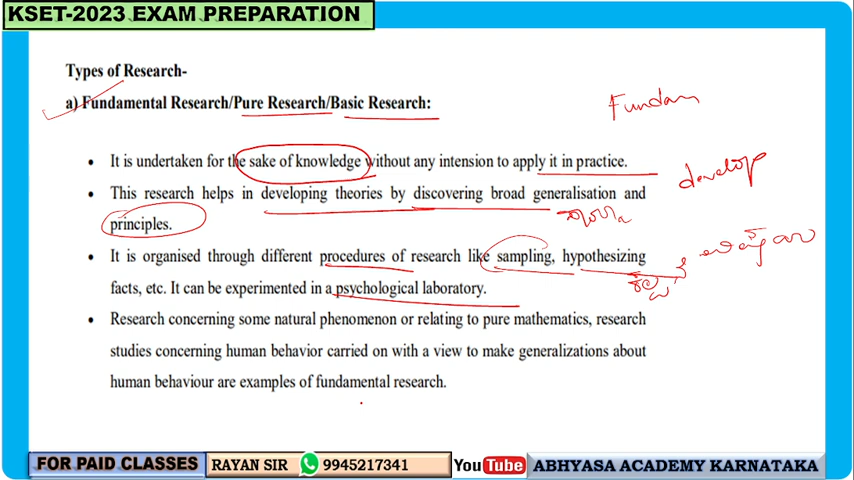 KSET-2023 EXAM PREPARATION
Types of Research-
a) Fundamental Research/Pure Research/Basic Research:
Fundam
• It is undertaken for the sake of knowledge without any intension to apply it in practice.
develop
• This research helps in developing theories by discovering broad generalisation and
principles.
• It is organised through different procedures of research like sampling, hypothesizing
facts, etc. It can be experimented in a psychological laboratory.
• Research concerning some natural phenomenon or relating to pure mathematics, research
studies concerning human behavior carried on with a view to make generalizations about
human behaviour are examples of fundamental research.
FOR PAID CLASSES RAYAN SIR 9945217341 YouTube ABHYASA ACADEMY KARNATAKA